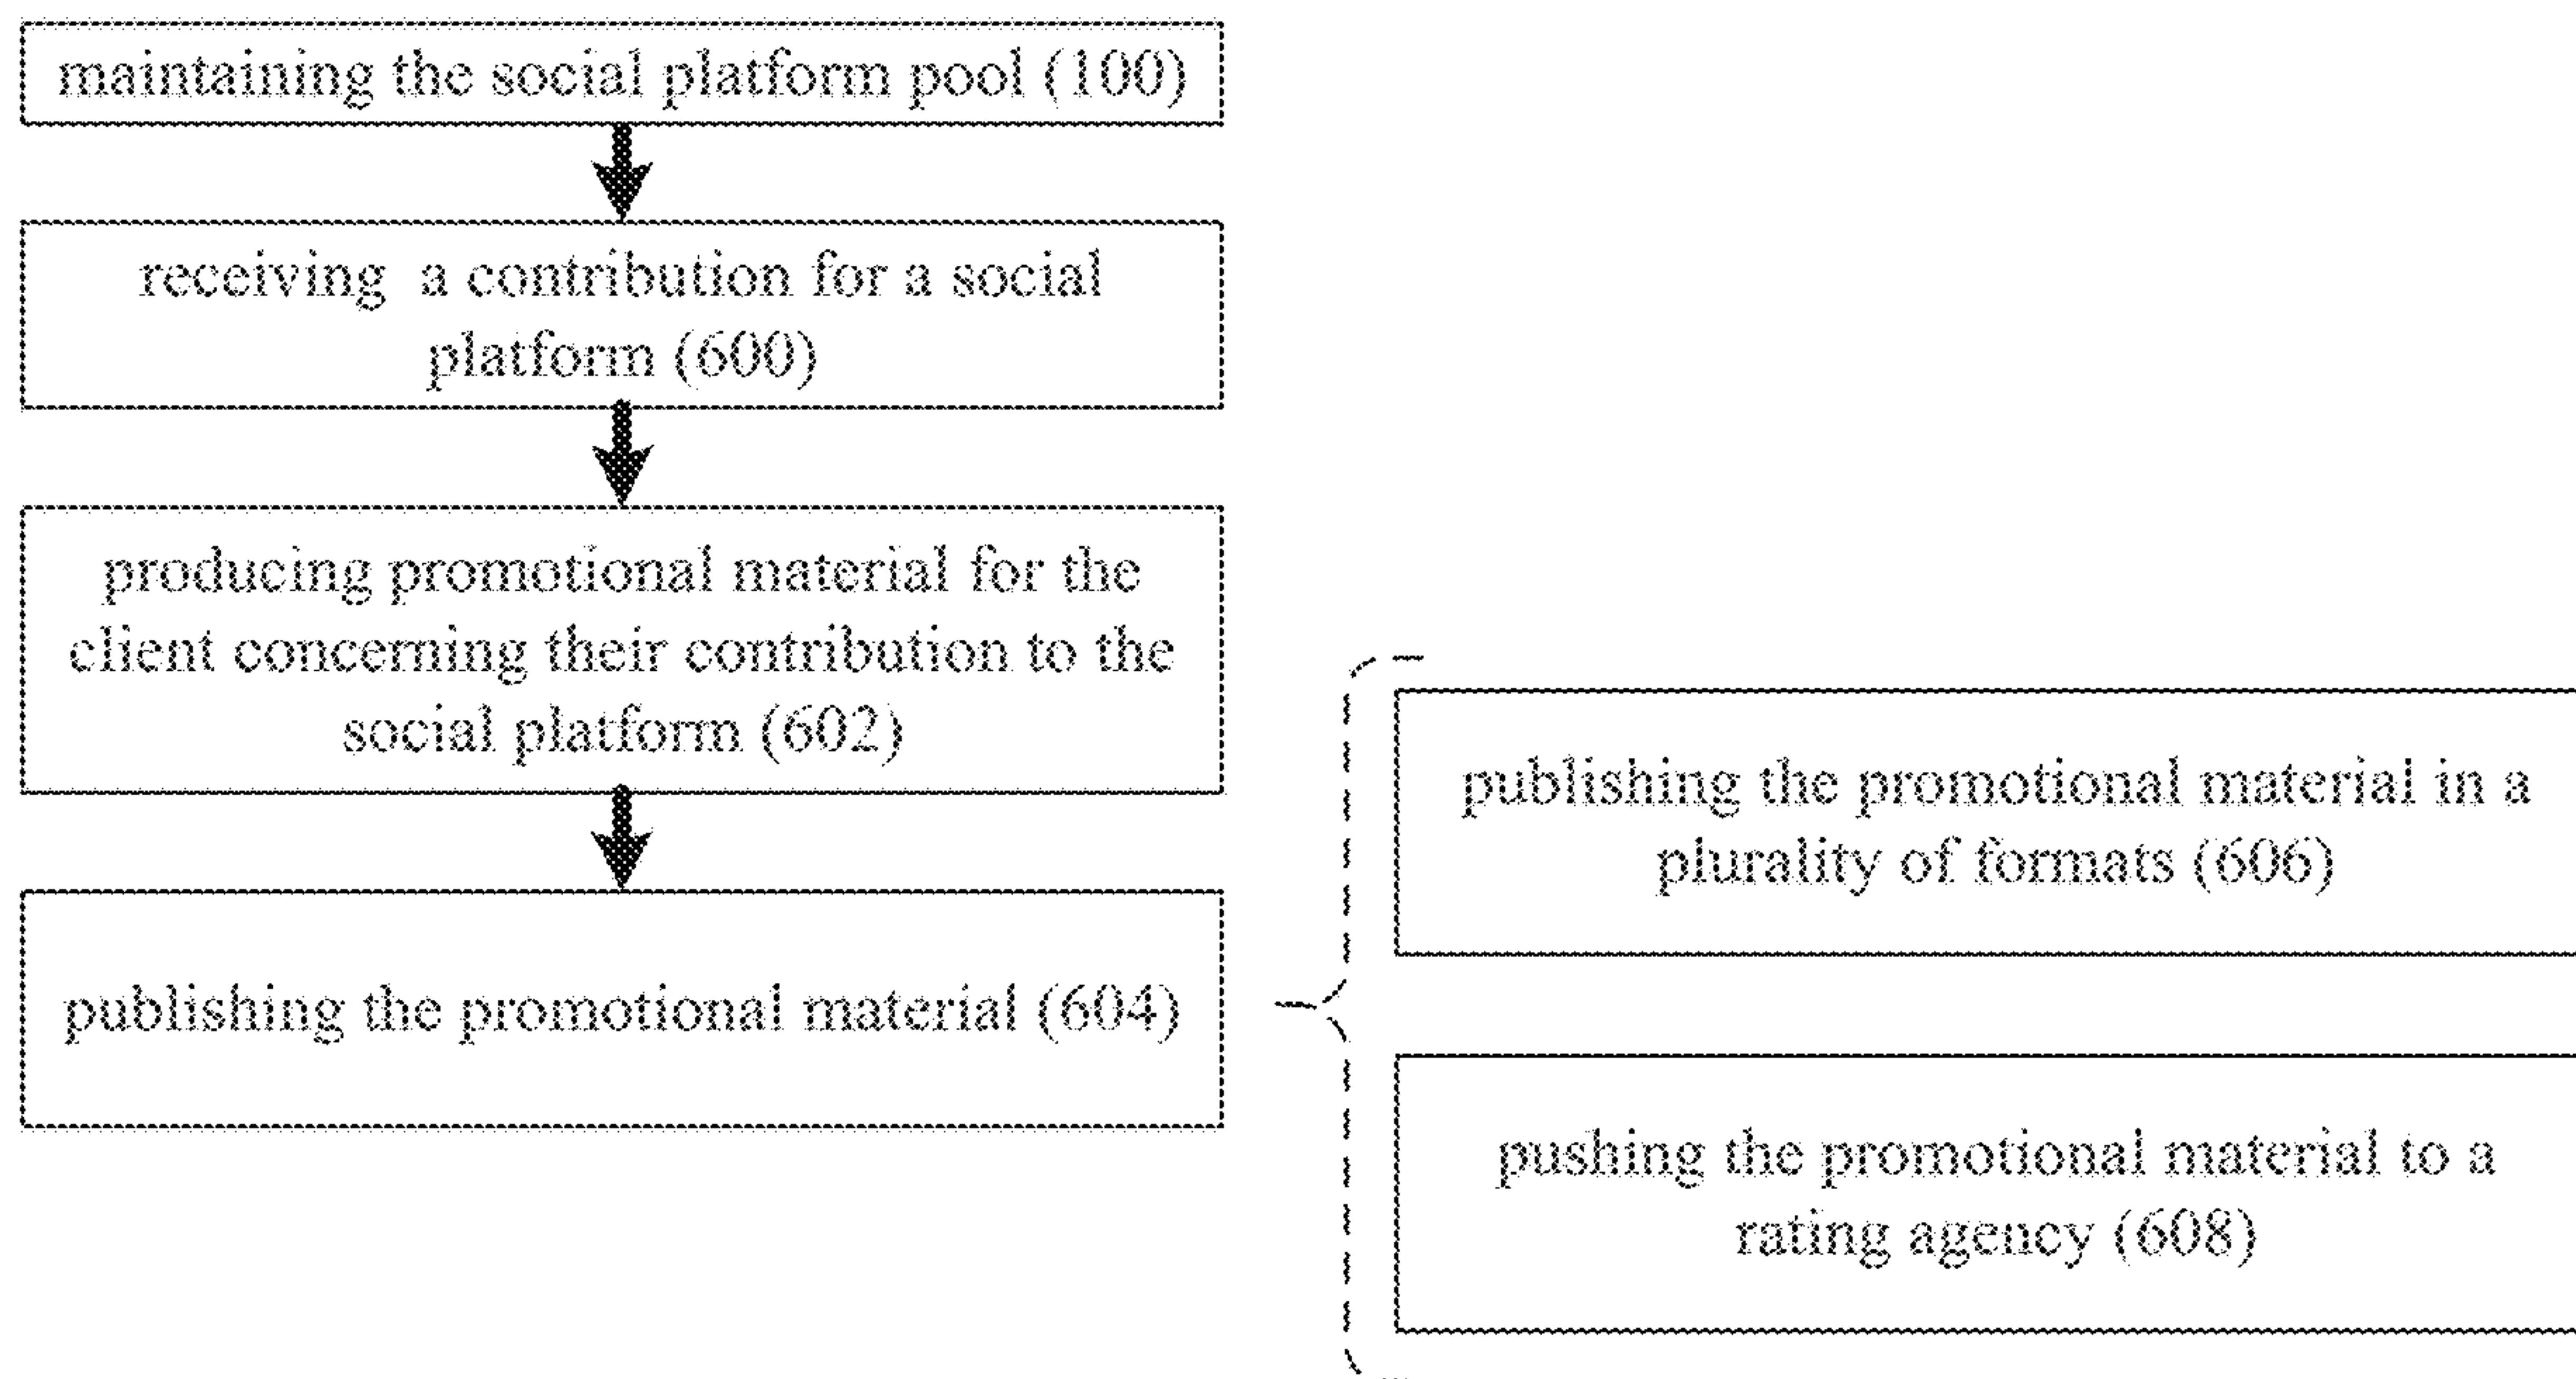 maintaining the social platform pool (100)
receiving a contribution for a social
platform (600)
producing promotional material for the
client concerning their contribution to the
social platform (602)
publishing the promotional material (604)
publishing the promotional material in a
plurality of formats (606)
pushing the promotional material to a
rating agency (608)